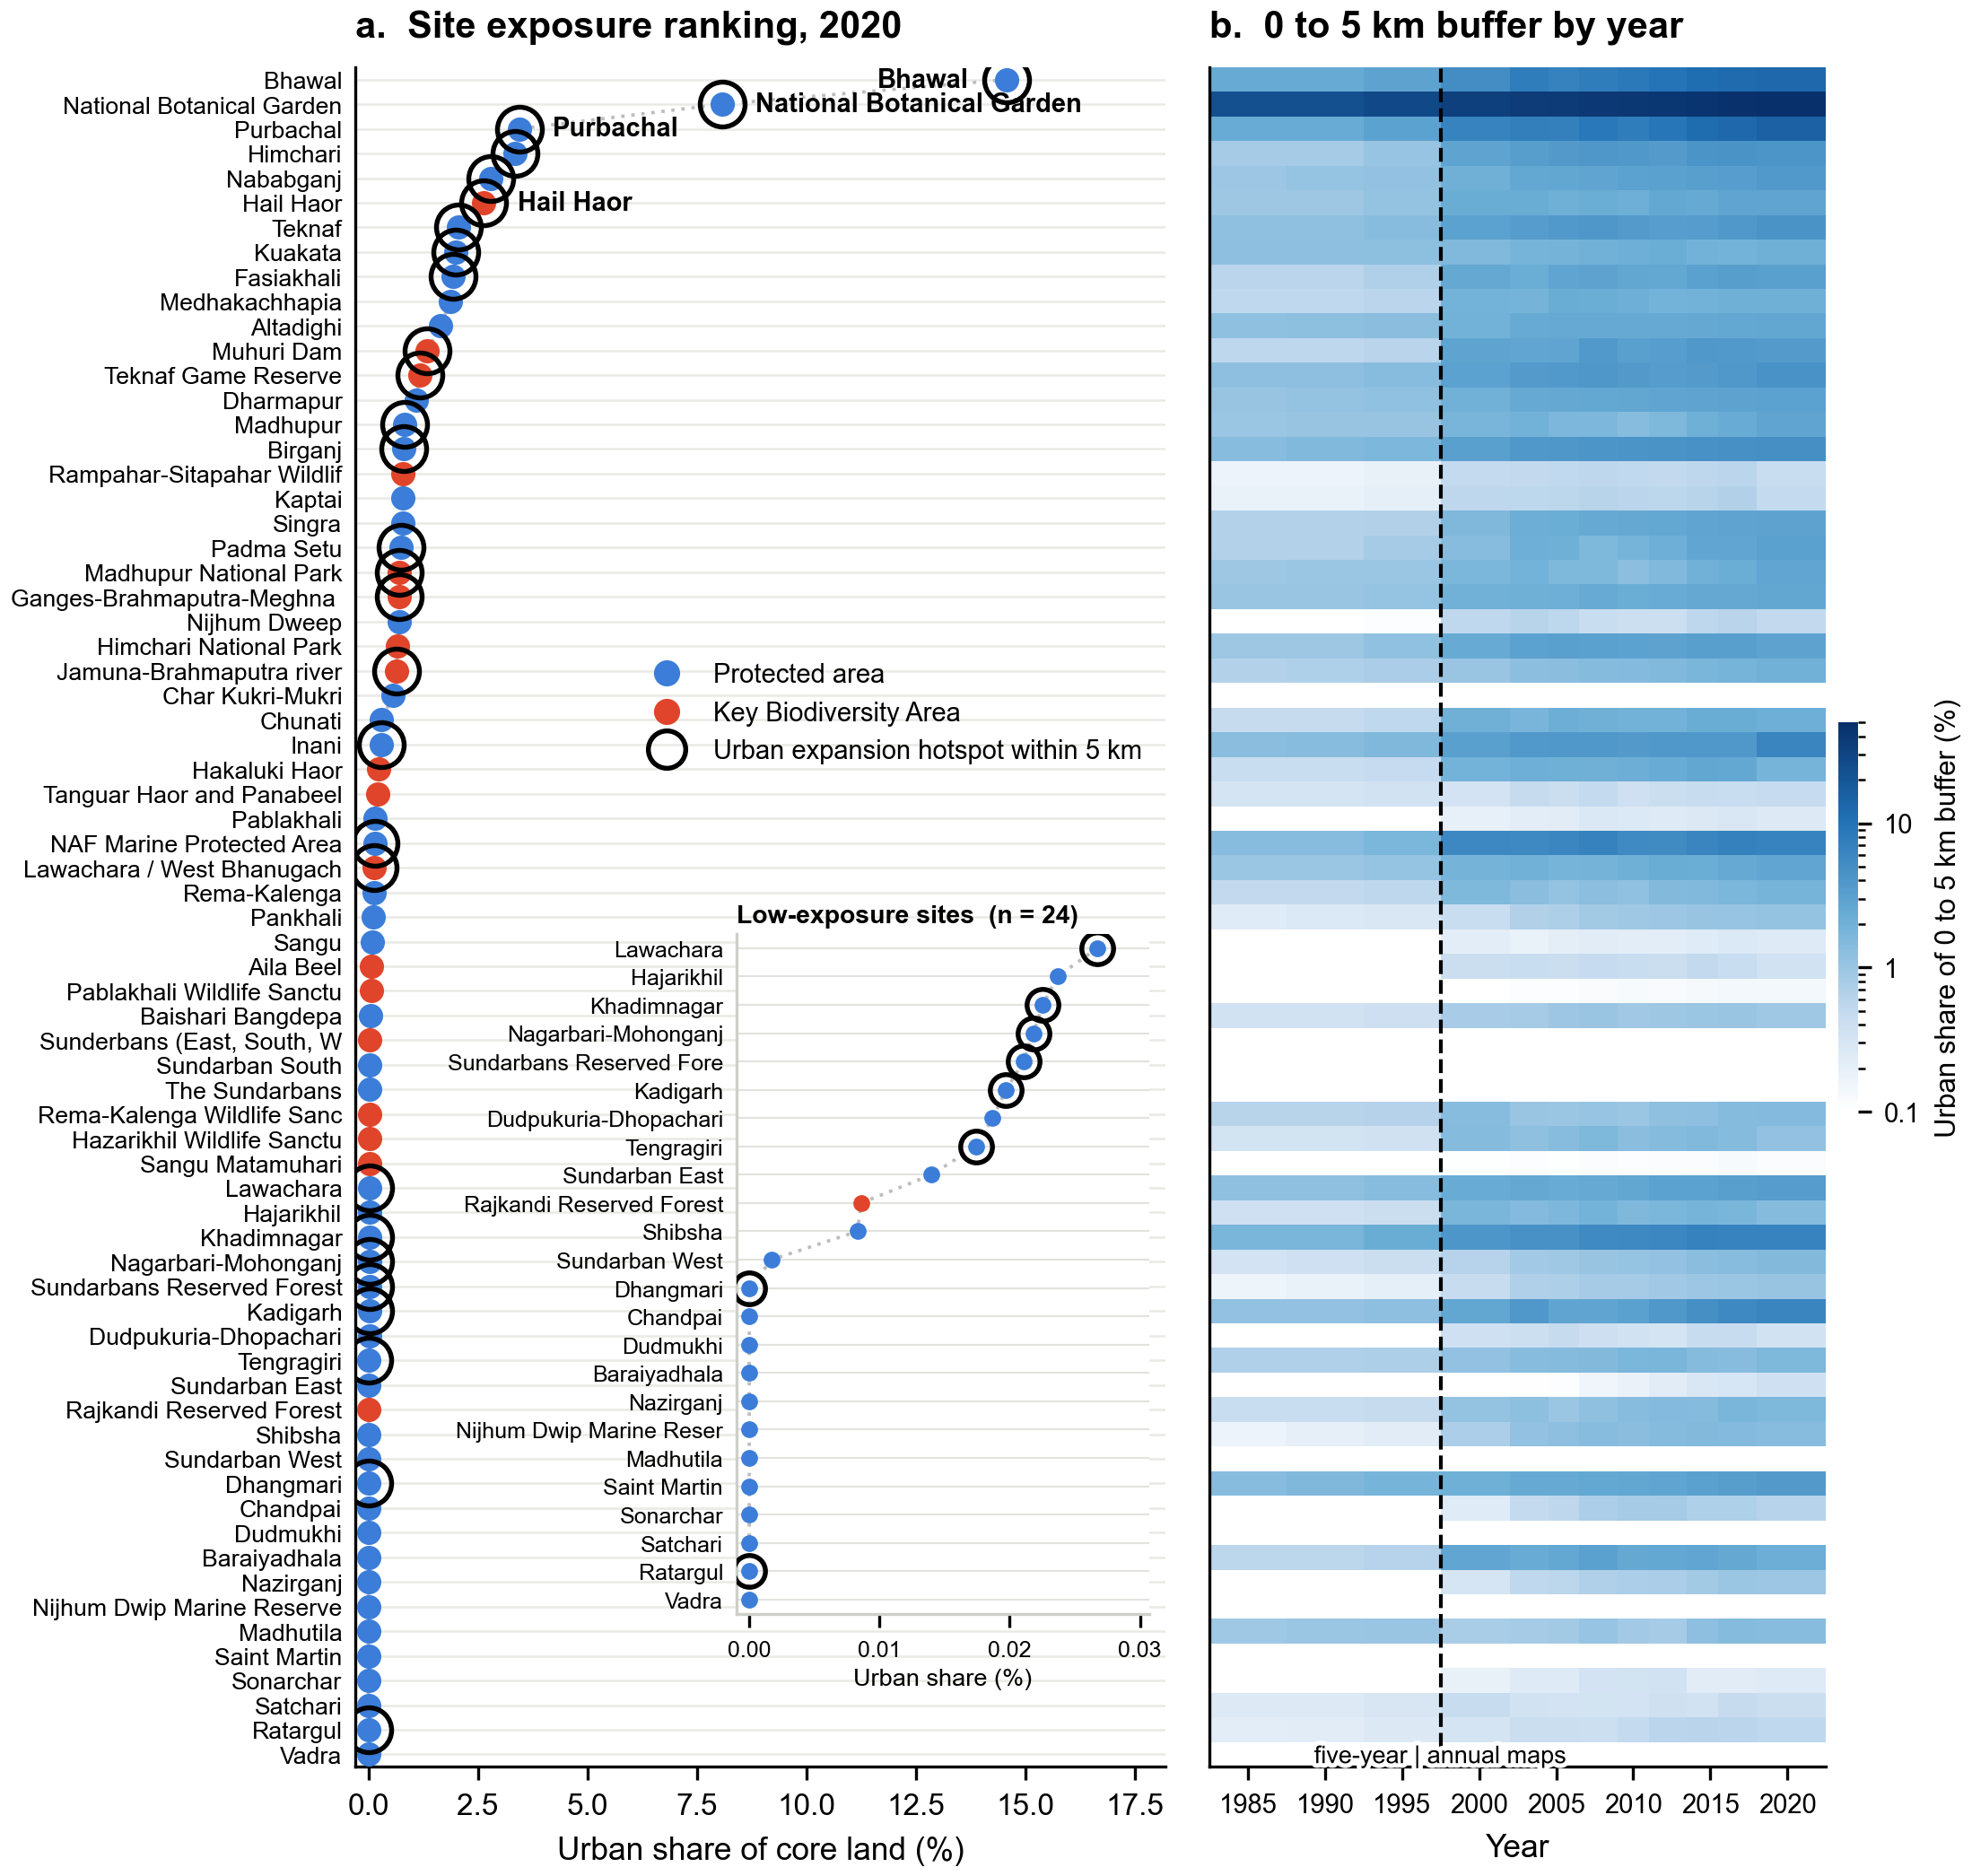 a.  Site exposure ranking, 2020
Bhawal
National Botanical Garden
Purbachal
Himchari
Nababganj
Hail Haor
Teknaf
Kuakata
Fasiakhali
Medhakachhapia
Altadighi
Muhuri Dam
Teknaf Game Reserve
Dharmapur
Madhupur
Birganj
Rampahar-Sitapahar Wildlif
Kaptai
Singra
Padma Setu
Madhupur National Park
Ganges-Brahmaputra-Meghna
Nijhum Dweep
Himchari National Park
Jamuna-Brahmaputra river
Char Kukri-Mukri
Chunati
Inani
Hakaluki Haor
Tanguar Haor and Panabeel
Pablakhali
NAF Marine Protected Area
Lawachara / West Bhanugach
Rema-Kalenga
Pankhali
Sangu
Aila Beel
Pablakhali Wildlife Sanctu
Baishari Bangdepa
Sunderbans (East, South, W
Sundarban South
The Sundarbans
Rema-Kalenga Wildlife Sanc
Hazarikhil Wildlife Sanctu
Sangu Matamuhari
Lawachara
Hajarikhil
Khadimnagar
Nagarbari-Mohonganj
Sundarbans Reserved Forest
Kadigarh
Dudpukuria-Dhopachari
Tengragiri
Sundarban East
Rajkandi Reserved Forest
Shibsha
Sundarban West
Dhangmari
Chandpai
Dudmukhi
Baraiyadhala
Nazirganj
Nijhum Dwip Marine Reserve
Madhutila
Saint Martin
Sonarchar
Satchari
Ratargul
Vadra
Bhawal
National Botanical Garden
Purbachal
Hail Haor
Protected area
Key Biodiversity Area
Urban expansion hotspot within 5 km
Low-exposure sites  (n = 24)
Lawachara
Hajarikhil
Khadimnagar
Nagarbari-Mohonganj
Sundarbans Reserved Fore
Kadigarh
Dudpukuria-Dhopachari
Tengragiri
Sundarban East
Rajkandi Reserved Forest
Shibsha
Sundarban West
Dhangmari
Chandpai
Dudmukhi
Baraiyadhala
Nazirganj
Nijhum Dwip Marine Reser
Madhutila
Saint Martin
Sonarchar
Satchari
Ratargul
Vadra
0.00 0.01 0.02 0.03
Urban share (%)
0.0 2.5 5.0 7.5 10.0 12.5 15.0 17.5
Urban share of core land (%)
b.  0 to 5 km buffer by year
five-year | annual maps
1985 1990 1995 2000 2005 2010 2015 2020
Year
10
1
0.1
Urban share of 0 to 5 km buffer (%)